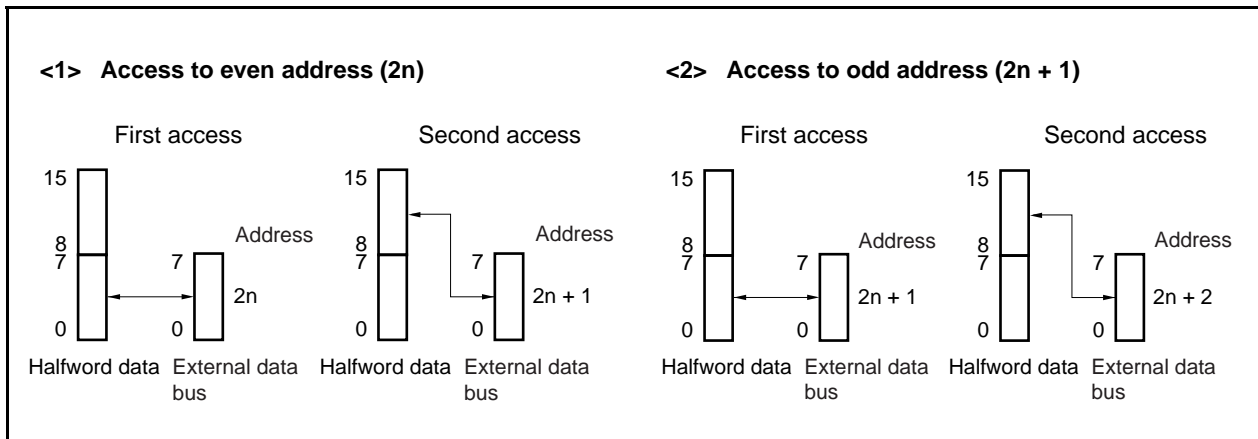 <1> Access to even address (2n)
First access
15
8
7
0
Halfword data
7
0
External data
bus
Address
2n
Second access
15
8
7
0
Halfword data
7
0
External data
bus
Address
2n + 1
<2> Access to odd address (2n + 1)
First access
15
8
7
0
Halfword data
7
0
External data
bus
Address
2n + 1
Second access
15
8
7
0
Halfword data
7
0
External data
bus
Address
2n + 2